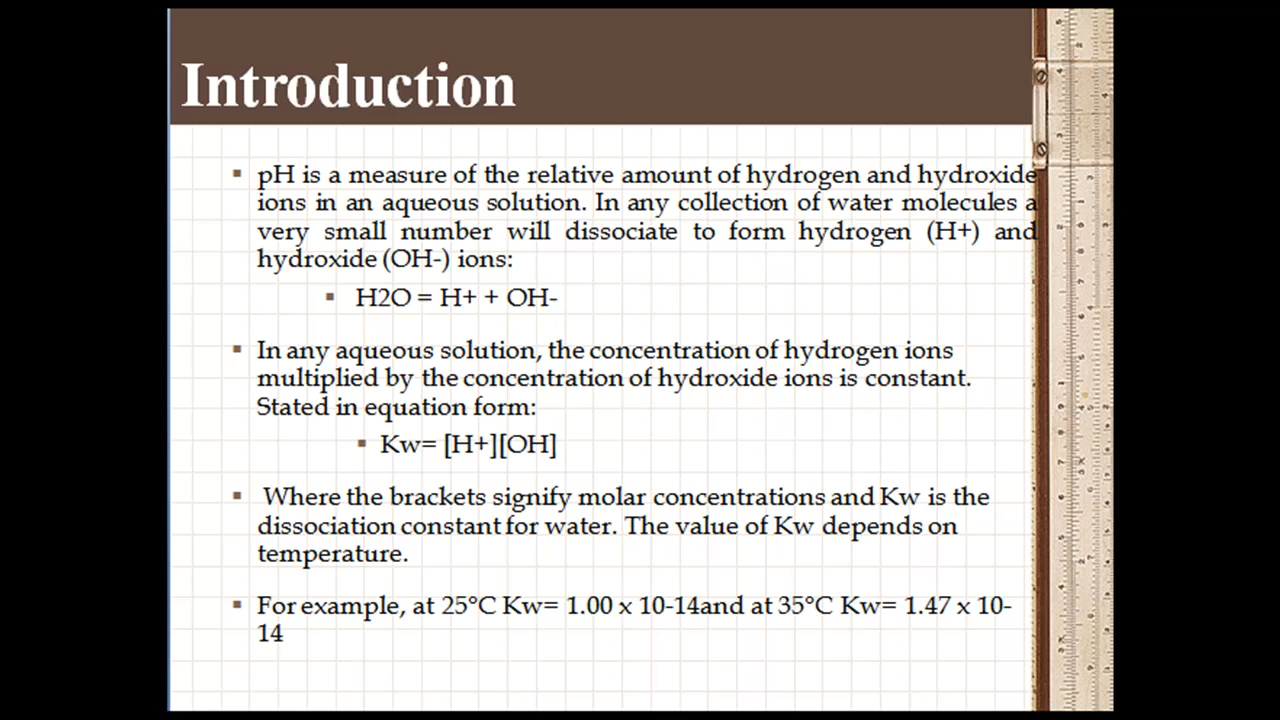 Introduction
▪ pH is a measure of the relative amount of hydrogen and hydroxide
ions in an aqueous solution. In any collection of water molecules a
very small number will dissociate to form hydrogen (H+) and
hydroxide (OH-) ions:
▪ H2O = H+ + OH-
▪ In any aqueous solution, the concentration of hydrogen ions
multiplied by the concentration of hydroxide ions is constant.
Stated in equation form:
▪ Kw= [H+][OH]
▪ Where the brackets signify molar concentrations and Kw is the
dissociation constant for water. The value of Kw depends on
temperature.
▪ For example, at 25°C Kw= 1.00 x 10-14and at 35°C Kw= 1.47 x 10-
14